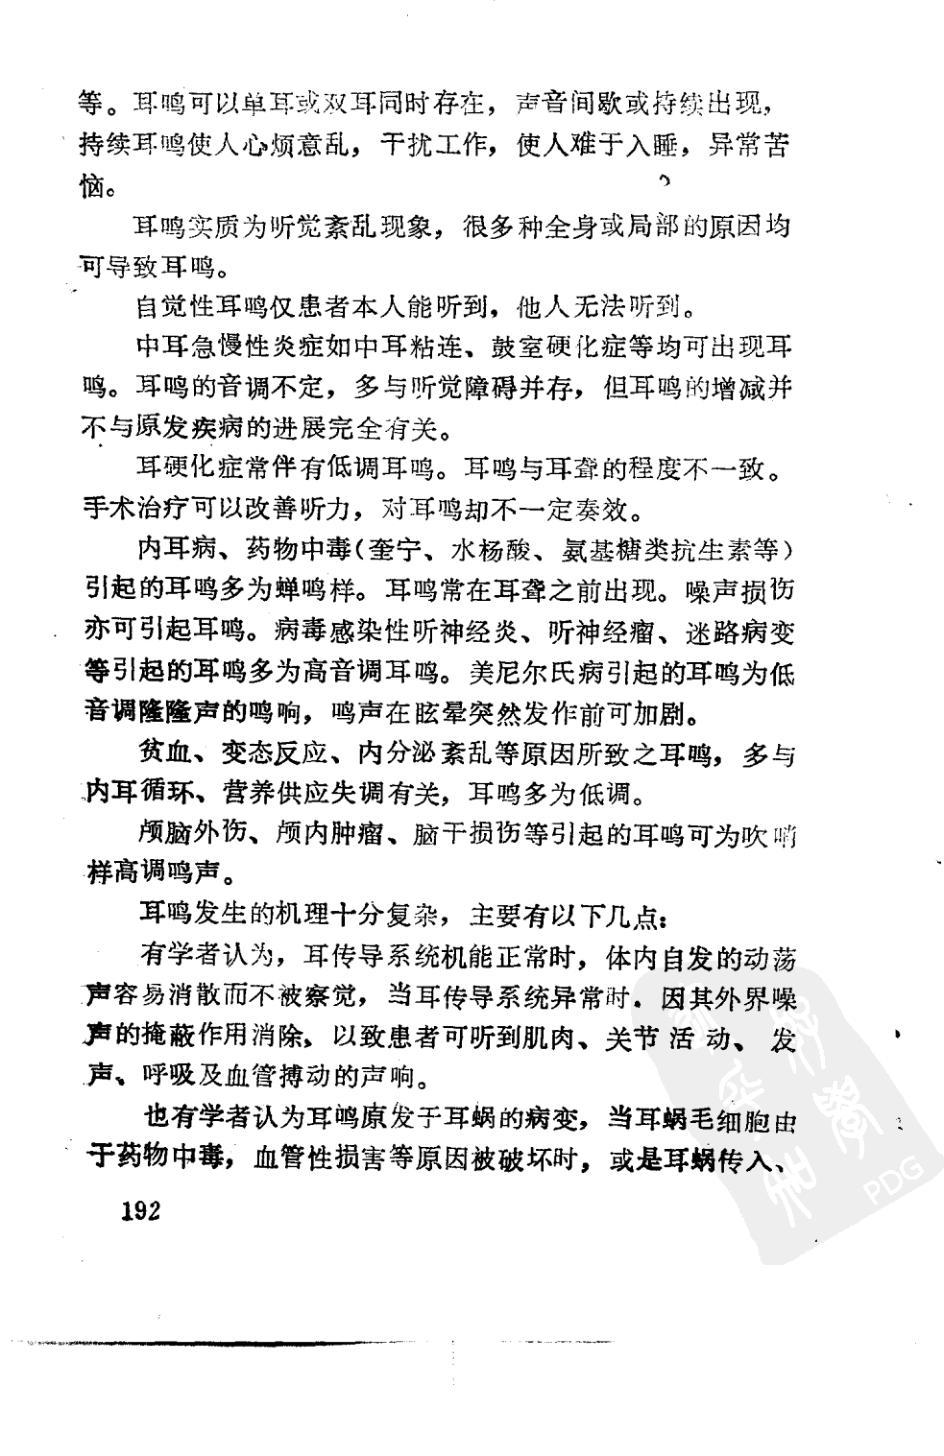 等。耳鸣可以单耳或双耳同时存在，声音间歇或持续出现，
持续耳鸣使人心烦意乱，干扰工作，使人难于入睡，异常苦
恼。
耳鸣实质为听觉紊乱现象，很多种全身或局部的原因均
可导致耳鸣。
自觉性耳鸣仅患者本人能听到，他人无法听到。
中耳急慢性炎症如中耳粘连、鼓室硬化症等均可出现耳
鸣。耳鸣的音调不定，多与听觉障碍并存，但耳鸣的增减并
不与原发疾病的进展完全有关。
耳硬化症常伴有低调耳鸣。耳鸣与耳聋的程度不一致。
手术治疗可以改善听力，对耳鸣却不一定奏效。
内耳病、药物中毒（奎宁、水杨酸、氨基糖类抗生素等）
引起的耳鸣多为蝉鸣样。耳鸣常在耳聋之前出现。噪声损伤
亦可引起耳鸣。病毒感染性听神经炎、听神经瘤、迷路病变
等引起的耳鸣多为高音调耳鸣。美尼尔氏病引起的耳鸣为低
音调隆隆声的鸣响，鸣声在眩晕突然发作前可加剧。
贫血、变态反应、内分泌紊乱等原因所致之耳鸣，多与
内耳循环、营养供应失调有关，耳鸣多为低调。
颅脑外伤、颅内肿瘤、脑干损伤等引起的耳鸣可为吹哨
样高调鸣声。
耳鸣发生的机理十分复杂，主要有以下几点：
有学者认为，耳传导系统机能正常时，体内自发的动荡
声容易消散而不被察觉，当耳传导系统异常时．因其外界噪
声的掩蔽作用消除、以致患者可听到肌肉、关节活动、发
声、呼吸及血管搏动的声响。
也有学者认为耳鸣原发于耳蜗的病变，当耳蜗毛细胞由
于药物中毒，血管性损害等原因被破坏时，或是耳蜗传入、
192
PDG